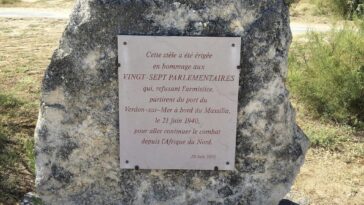 Cette stèle a été érigée
en hommage aux
VINGT-SEPT PARLEMENTAIRES
qui, refusant l'armistice,
partirent du port du
Verdon-sur-Mer à bord du Massilia,
le 21 juin 1940,
pour aller continuer le combat
depuis l'Afrique du Nord.